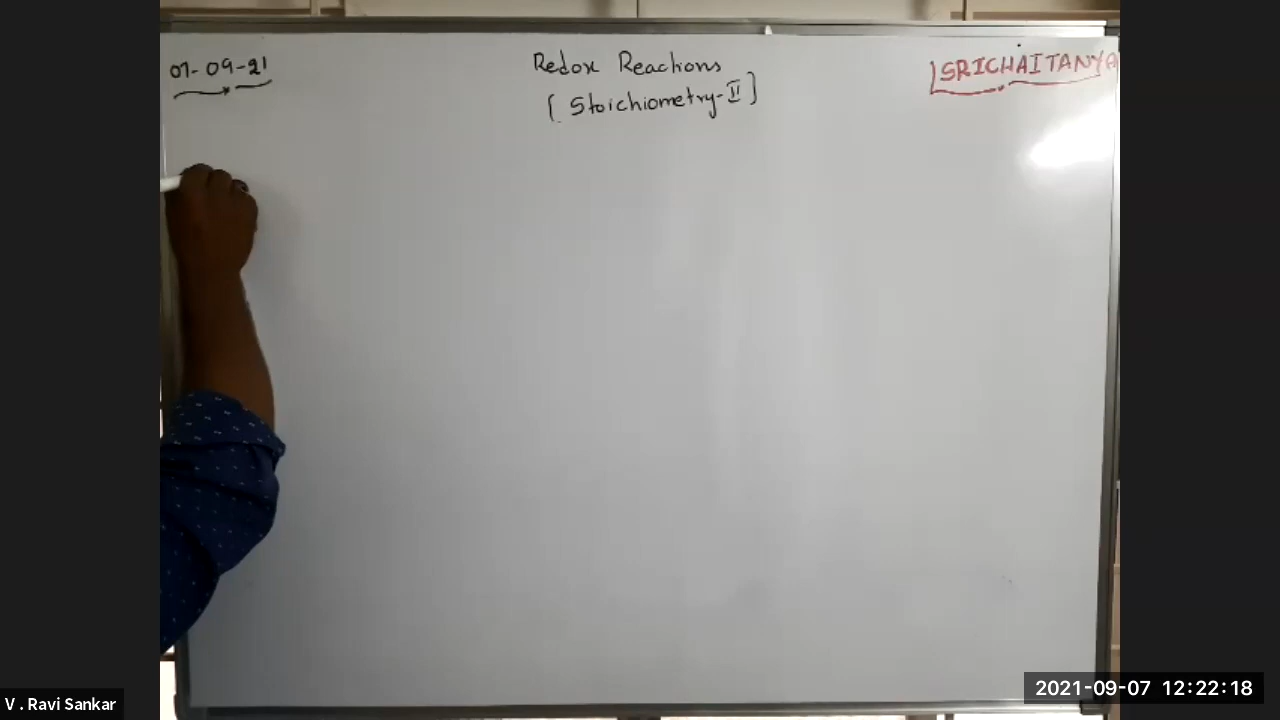 07-09-21
Redox Reactions
[Stoichiometry-II]
SRICHAITANYA
V . Ravi Sankar
2021-09-07 12:22:18